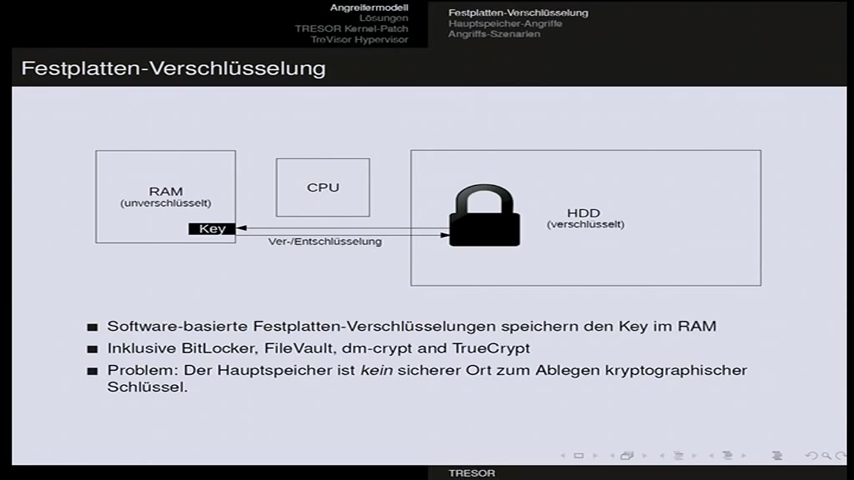 Angreifermodell
Lösungen
TRESOR Kernel-Patch
TreVisor Hypervisor
Festplatten-Verschlüsselung
Hauptspeicher-Angriffe
Angriffs-Szenarien
Festplatten-Verschlüsselung
RAM
(unverschlüsselt)
Key
CPU
Ver-/Entschlüsselung
HDD
(verschlüsselt)
Software-basierte Festplatten-Verschlüsselungen speichern den Key im RAM
Inklusive BitLocker, FileVault, dm-crypt and TrueCrypt
Problem: Der Hauptspeicher ist kein sicherer Ort zum Ablegen kryptographischer
Schlüssel.
TRESOR